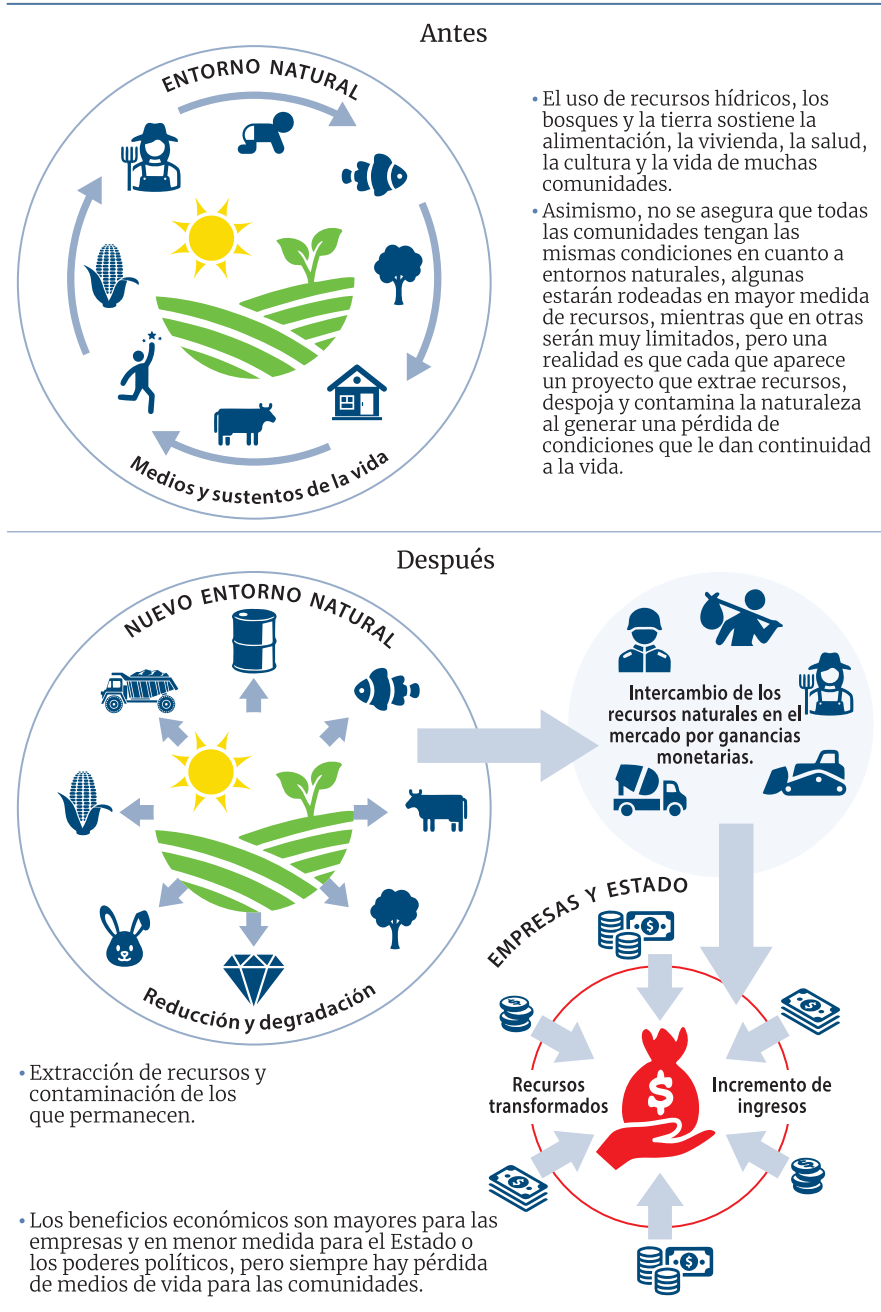 Antes
ENTORNO NATURAL
Medios y sustentos de la vida
• El uso de recursos hídricos, los
bosques y la tierra sostiene la
alimentación, la vivienda, la salud,
la cultura y la vida de muchas
comunidades.
• Asimismo, no se asegura que todas
las comunidades tengan las
mismas condiciones en cuanto a
entornos naturales, algunas
estarán rodeadas en mayor medida
de recursos, mientras que en otras
serán muy limitados, pero una
realidad es que cada que aparece
un proyecto que extrae recursos,
despoja y contamina la naturaleza
al generar una pérdida de
condiciones que le dan continuidad
a la vida.
Después
NUEVO ENTORNO NATURAL
Reducción y degradación
Intercambio de los
recursos naturales en el
mercado por ganancias
monetarias.
EMPRESAS Y ESTADO
$
$
$
Recursos
transformados
$
Incremento de
ingresos
$
$
$
$
• Extracción de recursos y
contaminación de los
que permanecen.
• Los beneficios económicos son mayores para las
empresas y en menor medida para el Estado o
los poderes políticos, pero siempre hay pérdida
de medios de vida para las comunidades.